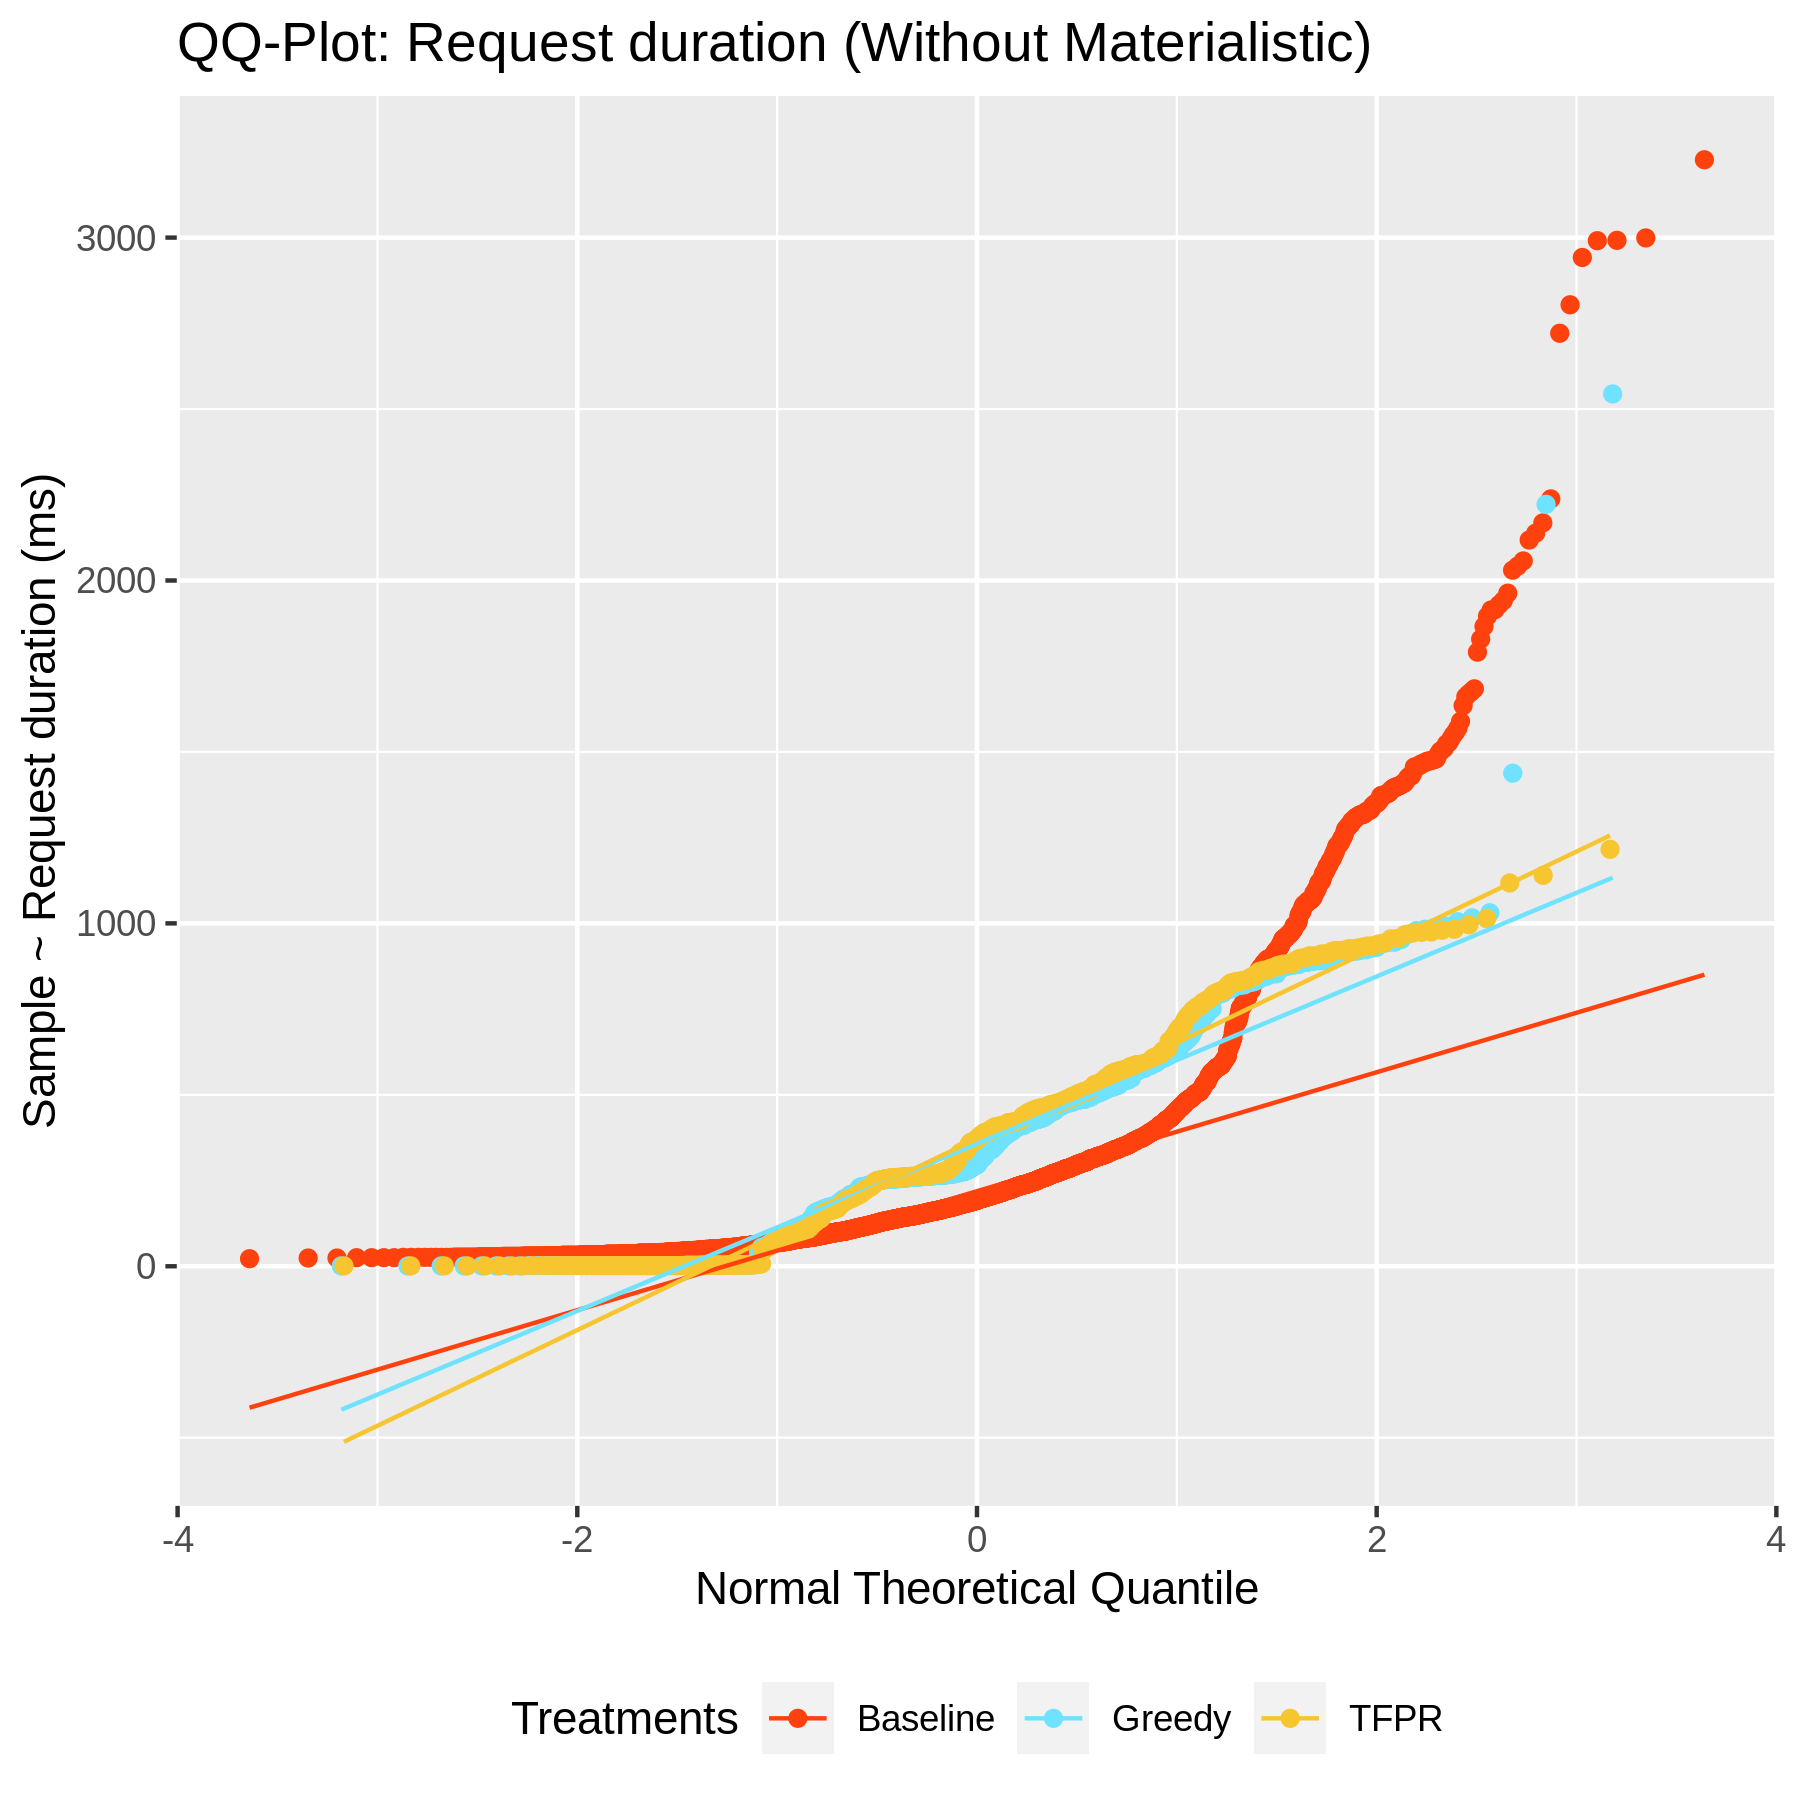 QQ-Plot: Request duration (Without Materialistic)
Sample ~ Request duration (ms)
3000
2000
1000
0
-4 -2 0 2 4
Normal Theoretical Quantile
Treatments Baseline Greedy TFPR